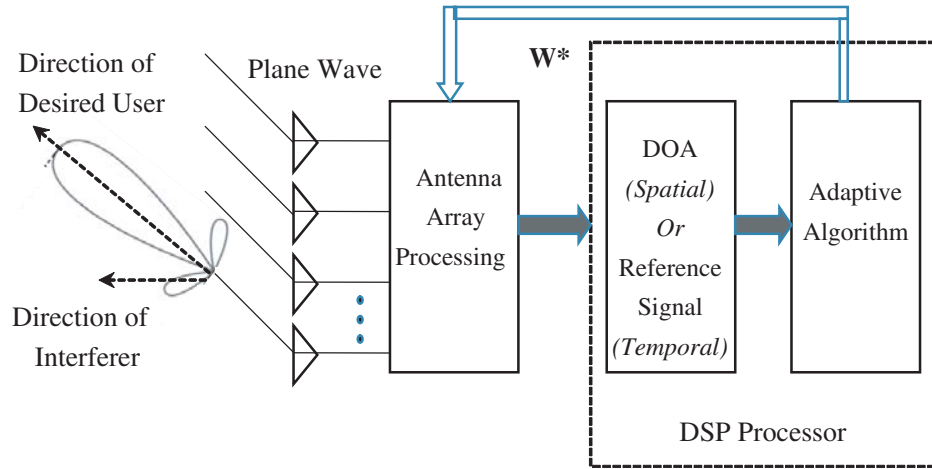 Direction of
Desired User
Plane Wave
W*
Antenna
Array
Processing
DOA
(Spatial)
Or
Reference
Signal
(Temporal)
Adaptive
Algorithm
Direction of
Interferer
DSP Processor